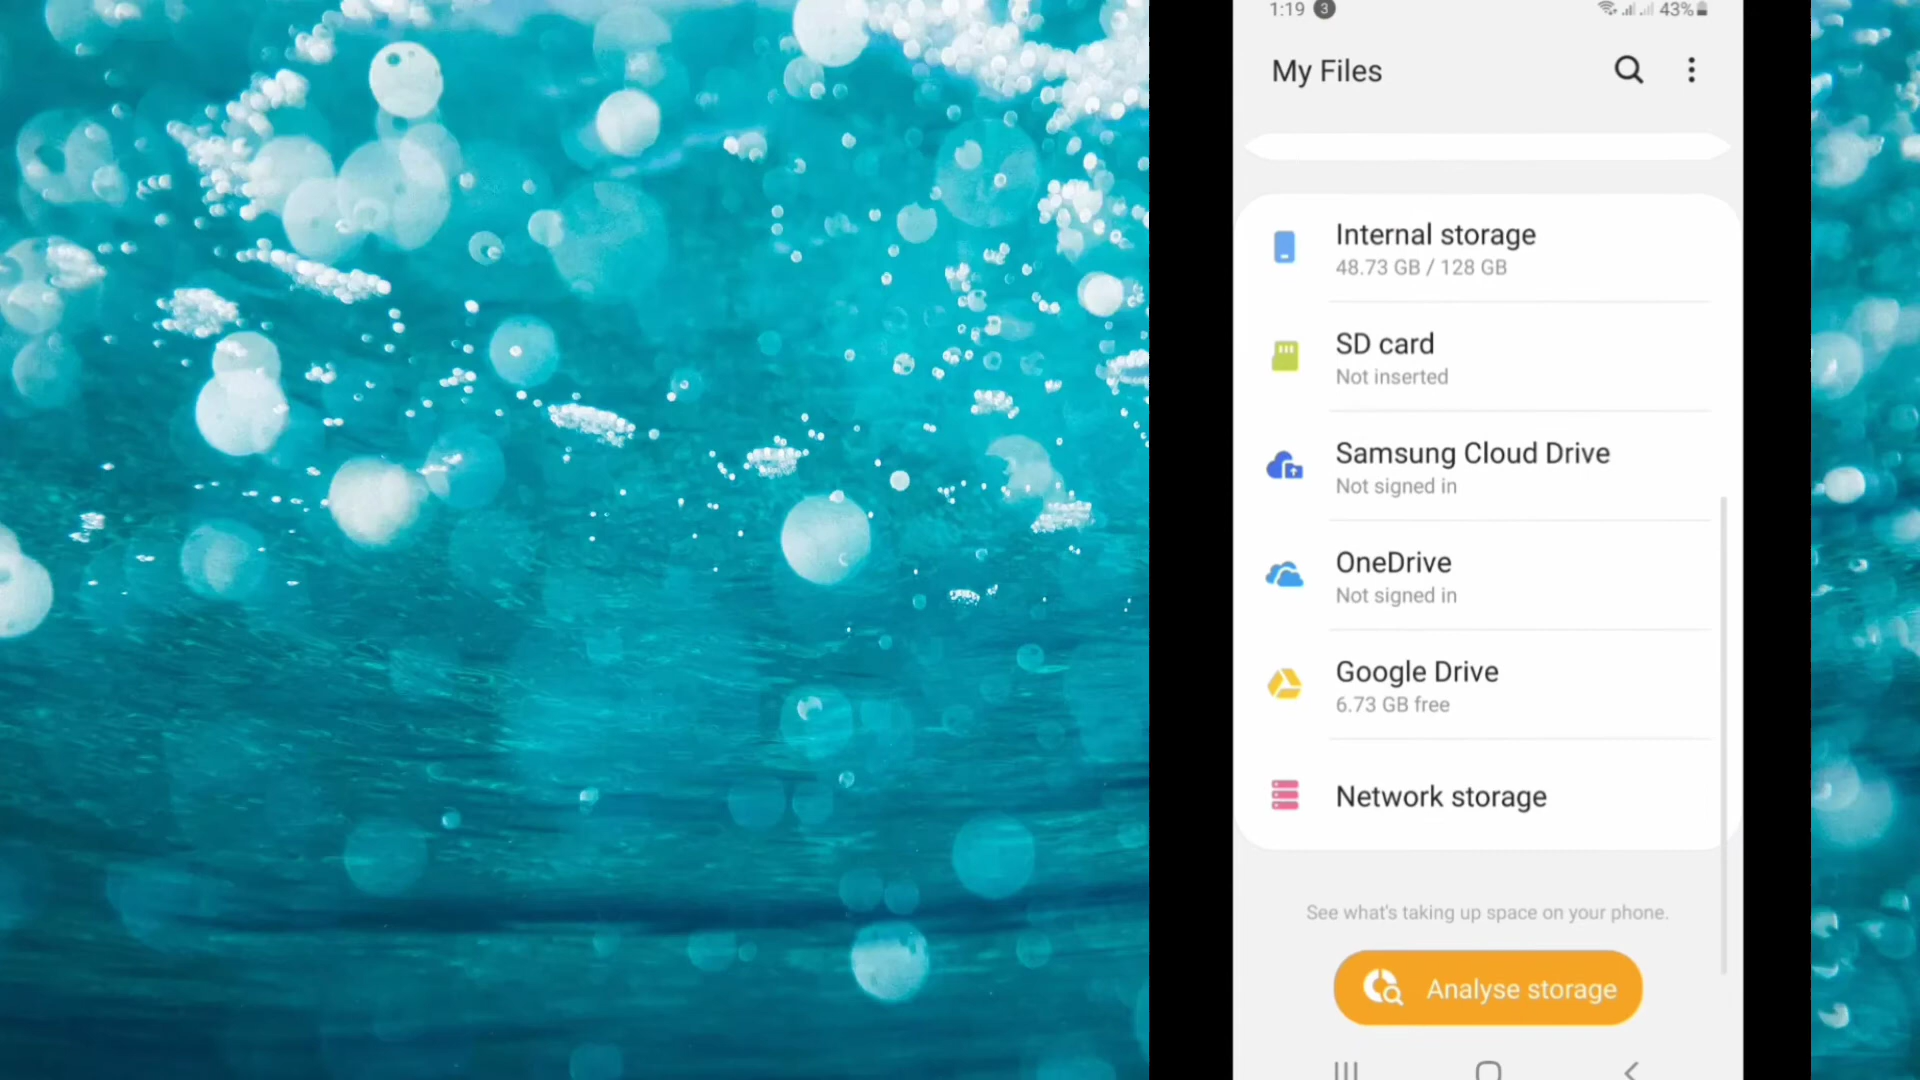 1:19 3 43%
My Files
Internal storage
48.73 GB / 128 GB
SD card
Not inserted
Samsung Cloud Drive
Not signed in
OneDrive
Not signed in
Google Drive
6.73 GB free
Network storage
See what's taking up space on your phone.
Analyse storage